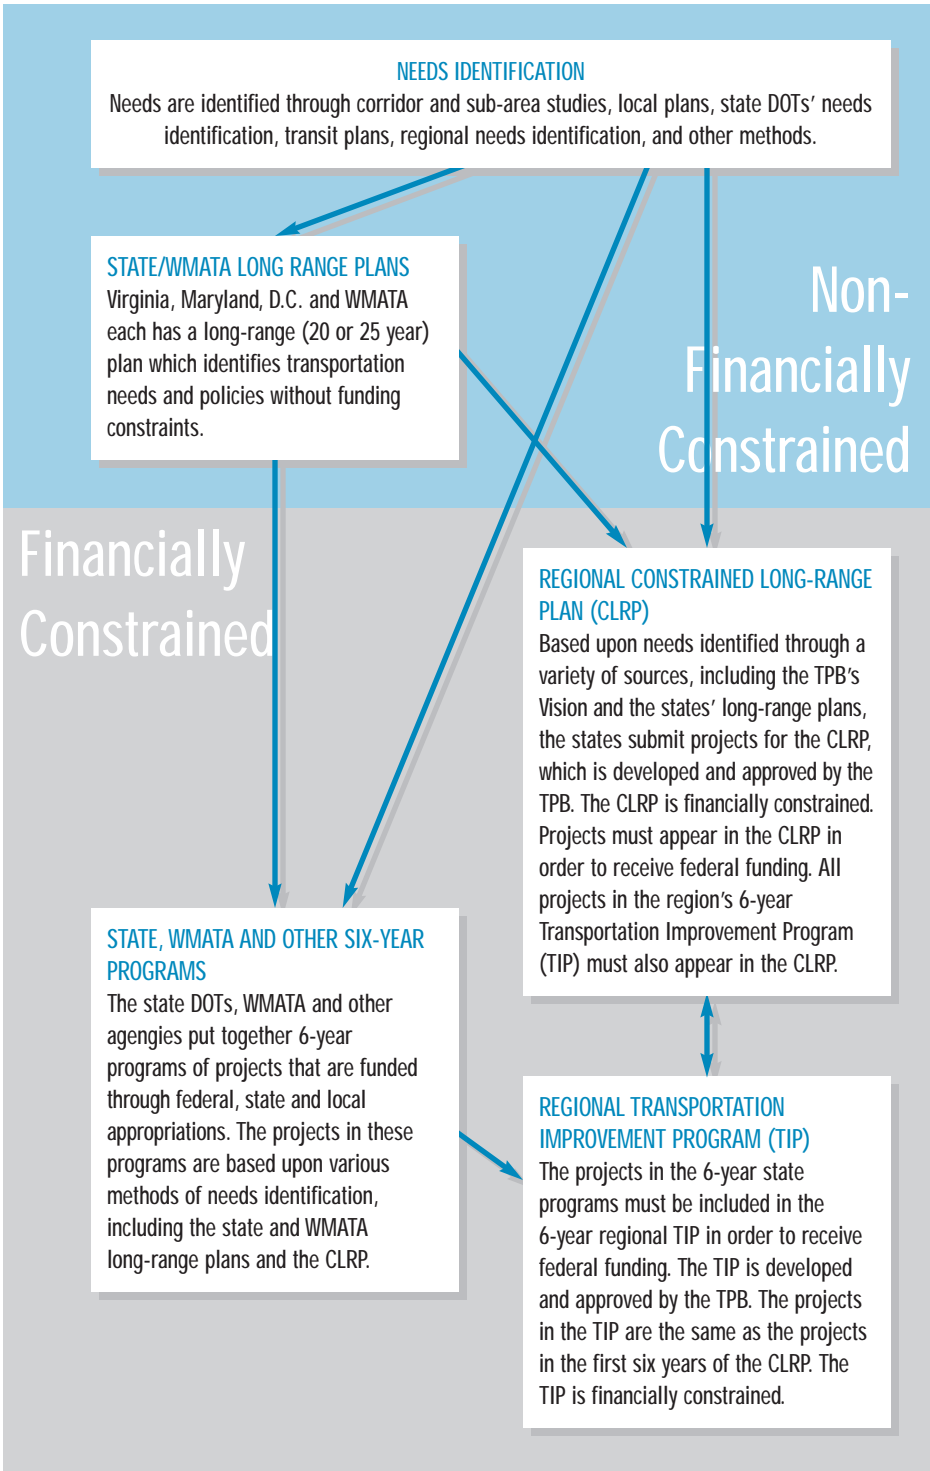 NEEDS IDENTIFICATION
Needs are identified through corridor and sub-area studies, local plans, state DOTs’ needs
identification, transit plans, regional needs identification, and other methods.
STATE/WMATA LONG RANGE PLANS
Virginia, Maryland, D.C. and WMATA
each has a long-range (20 or 25 year)
plan which identifies transportation
needs and policies without funding
constraints.
Non-
Financially
Constrained
Financially
Constrained
REGIONAL CONSTRAINED LONG-RANGE
PLAN (CLRP)
Based upon needs identified through a
variety of sources, including the TPB’s
Vision and the states’ long-range plans,
the states submit projects for the CLRP,
which is developed and approved by the
TPB. The CLRP is financially constrained.
Projects must appear in the CLRP in
order to receive federal funding. All
projects in the region’s 6-year
Transportation Improvement Program
(TIP) must also appear in the CLRP.
STATE, WMATA AND OTHER SIX-YEAR
PROGRAMS
The state DOTs, WMATA and other
agencies put together 6-year
programs of projects that are funded
through federal, state and local
appropriations. The projects in these
programs are based upon various
methods of needs identification,
including the state and WMATA
long-range plans and the CLRP.
REGIONAL TRANSPORTATION
IMPROVEMENT PROGRAM (TIP)
The projects in the 6-year state
programs must be included in the
6-year regional TIP in order to receive
federal funding. The TIP is developed
and approved by the TPB. The projects
in the TIP are the same as the projects
in the first six years of the CLRP. The
TIP is financially constrained.